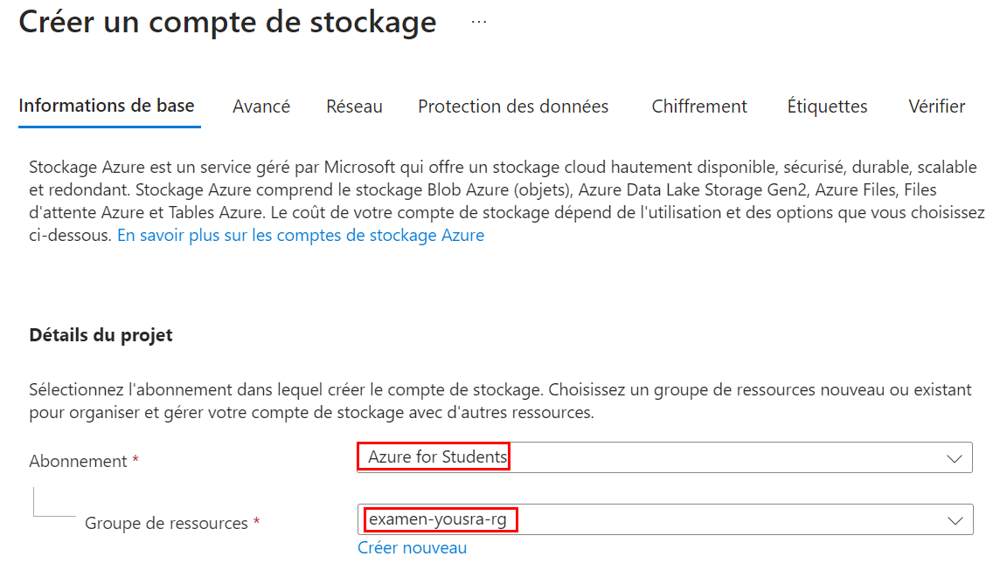 Créer un compte de stockage ...
Informations de base Avancé Réseau Protection des données Chiffrement Étiquettes Vérifier
Stockage Azure est un service géré par Microsoft qui offre un stockage cloud hautement disponible, sécurisé, durable, scalable
et redondant. Stockage Azure comprend le stockage Blob Azure (objets), Azure Data Lake Storage Gen2, Azure Files, Files
d'attente Azure et Tables Azure. Le coût de votre compte de stockage dépend de l'utilisation et des options que vous choisissez
ci-dessous. En savoir plus sur les comptes de stockage Azure
Détails du projet
Sélectionnez l'abonnement dans lequel créer le compte de stockage. Choisissez un groupe de ressources nouveau ou existant
pour organiser et gérer votre compte de stockage avec d'autres ressources.
Abonnement * Azure for Students
Groupe de ressources * examen-yousra-rg
Créer nouveau